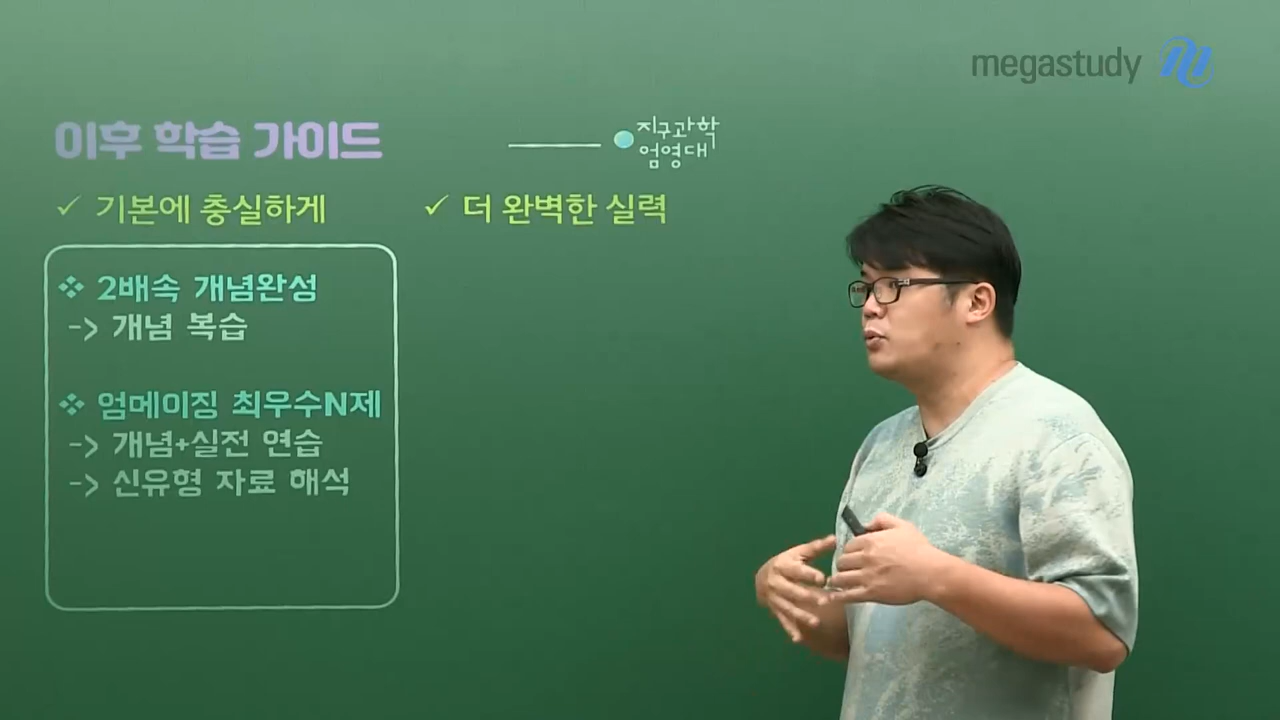 megastudy
이후 학습 가이드
지구과학
엄영대
✓ 기본에 충실하게
✓ 더 완벽한 실력
❖ 2배속 개념완성
-> 개념 복습
❖ 엄메이징 최우수N제
-> 개념+실전 연습
-> 신유형 자료 해석